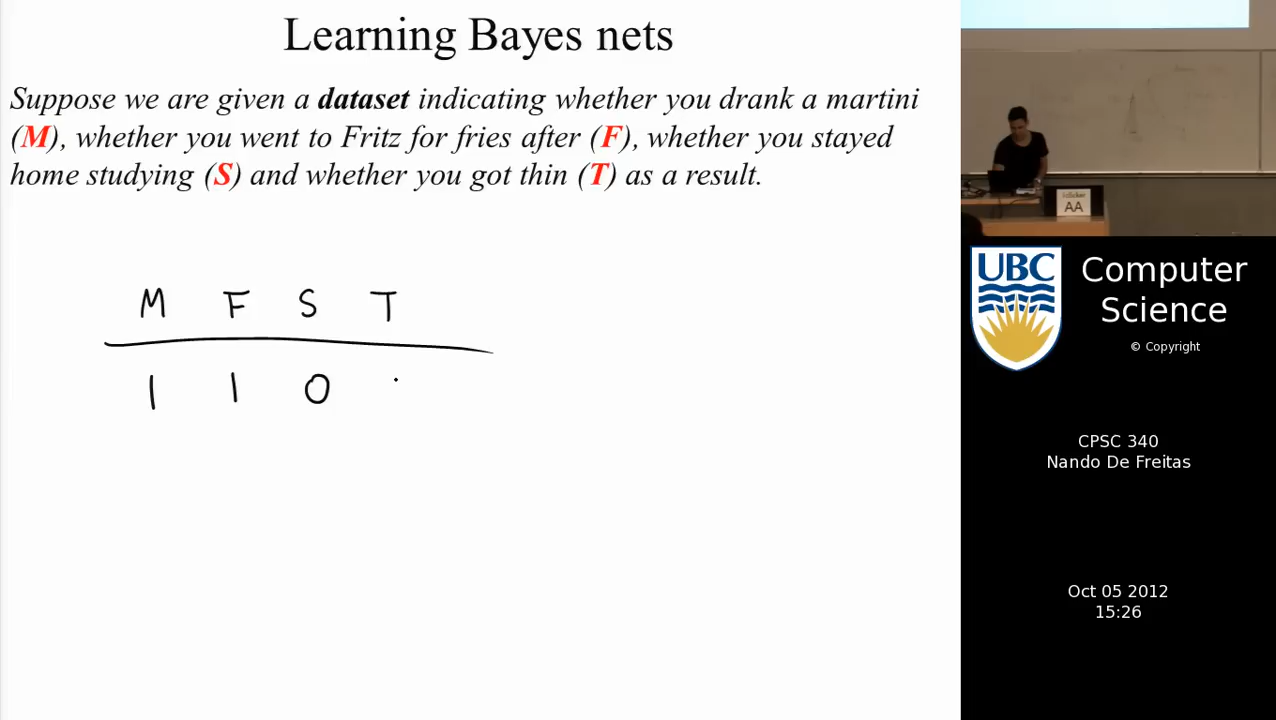 Learning Bayes nets
Suppose we are given a dataset indicating whether you drank a martini
(M), whether you went to Fritz for fries after (F), whether you stayed
home studying (S) and whether you got thin (T) as a result.
M F S T
1 1 0
AA
UBC
Computer
Science
© Copyright
CPSC 340
Nando De Freitas
Oct 05 2012
15:26